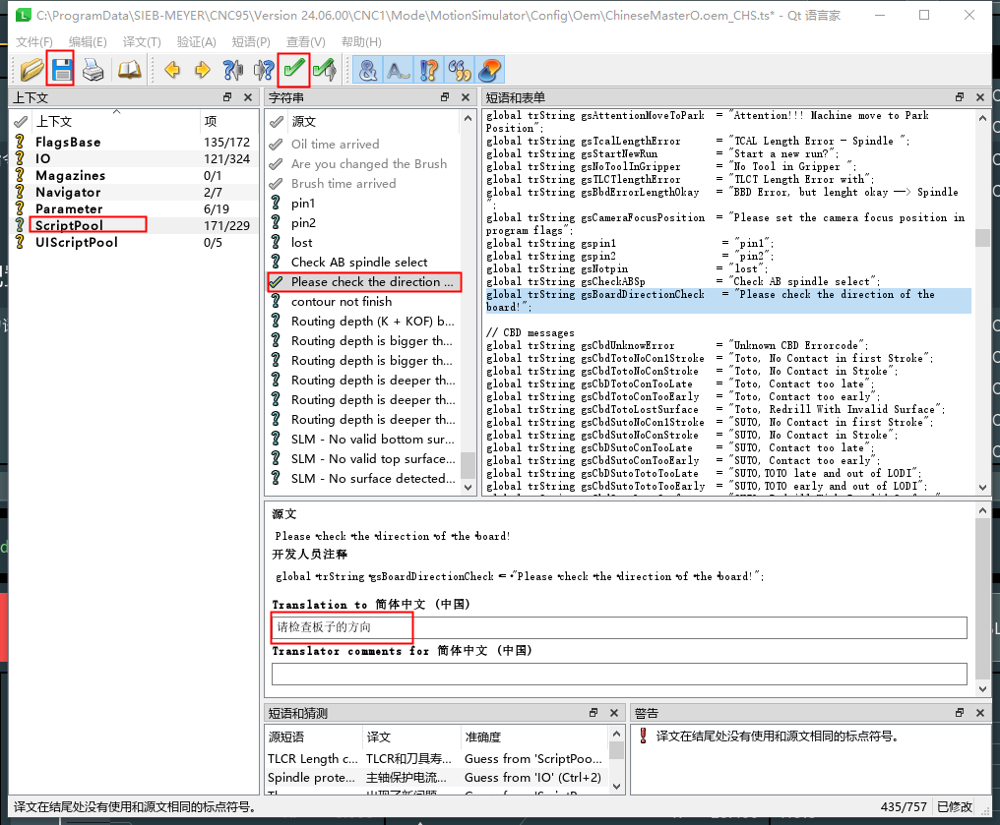 C:\ProgramData\SIEB-MEYER\CNC95\Version 24.06.00\CNC1\Mode\MotionSimulator\Config\Oem\ChineseMasterO.oem_CHS.ts* - Qt 语言家
文件(F) 编辑(E) 译文(T) 验证(A) 短语(P) 查看(V) 帮助(H)
上下文
上下文 项
FlagsBase 135/172
IO 121/324
Magazines 0/1
Navigator 2/7
Parameter 6/19
ScriptPool 171/229
UIScriptPool 0/5
字符串
源文
Oil time arrived
Are you changed the Brush
Brush time arrived
pin1
pin2
lost
Check AB spindle select
Please check the direction ...
contour not finish
Routing depth (K + KOF) b...
Routing depth is bigger th...
Routing depth is bigger th...
Routing depth is deeper th...
Routing depth is deeper th...
Routing depth is deeper th...
SLM - No valid bottom sur...
SLM - No valid top surface...
SLM - No surface detected...
短语和表单
global trString gsAttentionMoveToPark = "Attention!!! Machine move to Park
Position";
global trString gsTcalLengthError = "TCAL Length Error - Spindle ";
global trString gsStartNewRun = "Start a new run?";
global trString gsNoToolInGripper = "No Tool in Gripper ";
global trString gsTLCTlengthError = "TLCT Length Error with";
global trString gsBbdErrorLengthOkay = "BBD Error, but lenght okay ——> Spindle
";
global trString gsCameraFocusPosition = "Please set the camera focus position in
program flags";
global trString gspin1 = "pin1";
global trString gspin2 = "pin2";
global trString gsNotpin = "lost";
global trString gsCheckABSp = "Check AB spindle select";
global trString gsBoardDirectionCheck = "Please check the direction of the
board!";
// CBD messages
global trString gsCbdUnknowError = "Unknown CBD Errorcode";
global trString gsCbdTotoNoCon1Stroke = "Toto, No Contact in first Stroke";
global trString gsCbdTotoNoConStroke = "Toto, No Contact in Stroke";
global trString gsCbDTotoConTooLate = "Toto, Contact too late";
global trString gsCbdTotoConTooEarly = "Toto, Contact too early";
global trString gsCbdTotoLostSurface = "Toto, Redrill With Invalid Surface";
global trString gsCbdSutoNoCon1Stroke = "SUTO, No Contact in first Stroke";
global trString gsCbdSutoNoConStroke = "SUTO, No Contact in Stroke";
global trString gsCbDSutoConTooLate = "SUTO, Contact too late";
global trString gsCbdSutoConTooEarly = "SUTO, Contact too early";
global trString gsCbDSutoTotoTooLate = "SUTO,TOTO late and out of LODI";
global trString gsCbdSutoTotoTooEarly = "SUTO,TOTO early and out of LODI";
源文
Please check the direction of the board!
开发人员注释
global trString gsBoardDirectionCheck = "Please check the direction of the board!";
Translation to 简体中文 (中国)
请检查板子的方向
Translator comments for 简体中文 (中国)
短语和猜测
源短语 译文 准确度
TLCR Length c... TLCR和刀具寿... Guess from 'ScriptPoo...
Spindle prote... 主轴保护电流... Guess from 'IO' (Ctrl+2)
警告
译文在结尾处没有使用和源文相同的标点符号。
译文在结尾处没有使用和源文相同的标点符号。 435/757 已修改